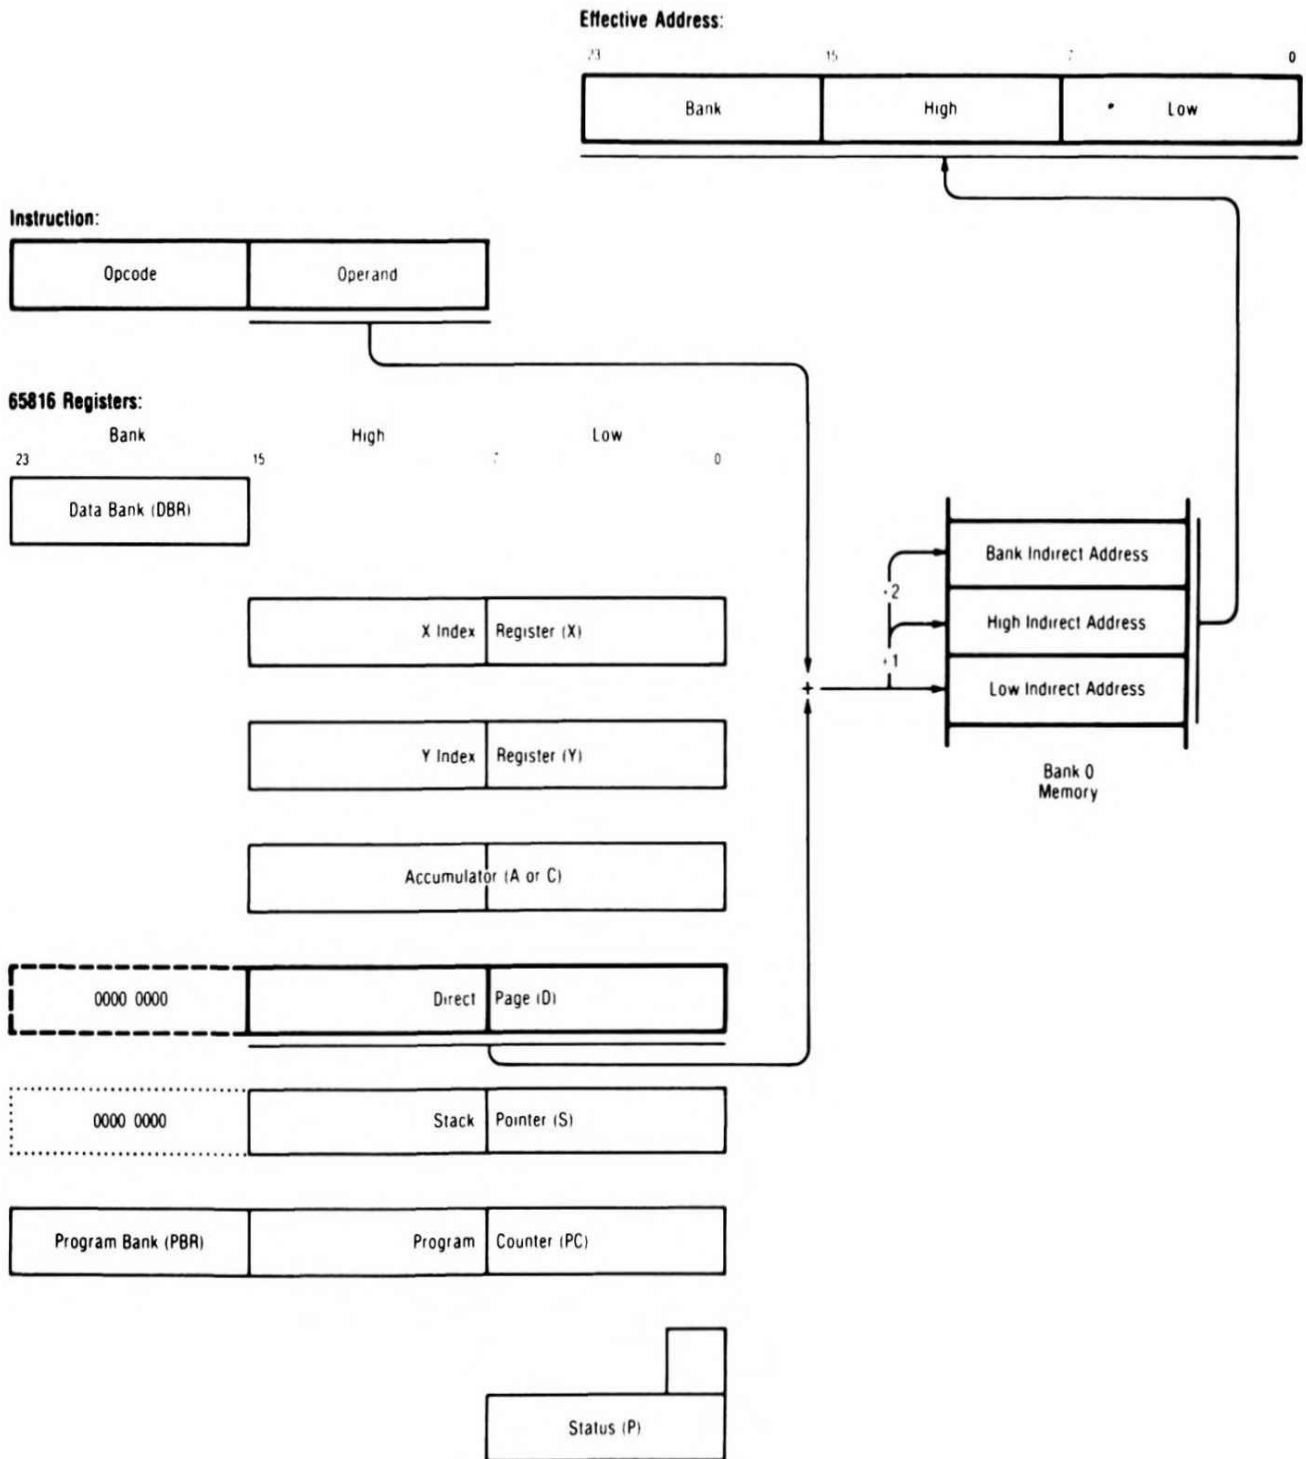 Effective Address:
23 15 7 0
Bank High Low
Instruction:
Opcode Operand
65816 Registers:
Bank High Low
23 15 7 0
Data Bank (DBR)
Bank Indirect Address
+2
X Index Register (X)
High Indirect Address
+1
+
Low Indirect Address
Y Index Register (Y)
Bank 0
Memory
Accumulator (A or C)
0000 0000 Direct Page (D)
0000 0000 Stack Pointer (S)
Program Bank (PBR) Program Counter (PC)
Status (P)